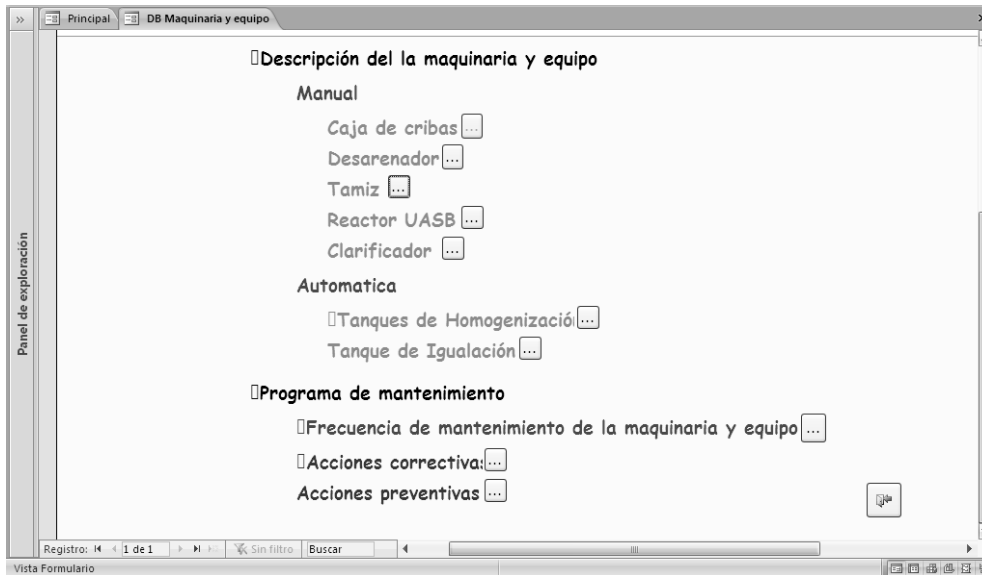 Principal DB Maquinaria y equipo
Panel de exploración
Descripción del la maquinaria y equipo
Manual
Caja de cribas ...
Desarenador ...
Tamiz ...
Reactor UASB ...
Clarificador ...
Automatica
Tanques de Homogenizació ...
Tanque de Igualación ...
Programa de mantenimiento
Frecuencia de mantenimiento de la maquinaria y equipo ...
Acciones correctiva ...
Acciones preventivas ...
Registro: 1 de 1 Sin filtro Buscar
Vista Formulario